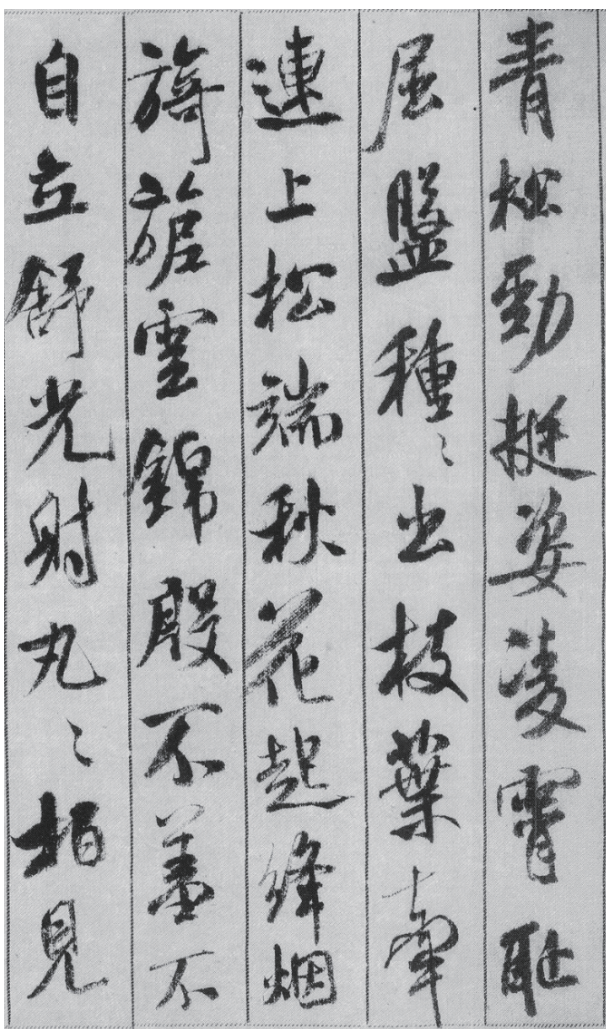 青松勁挺姿凌霄恥
屈盤種〻出枝葉牽
連上松端秋花起絳烟
旖旎雲錦殷不羞不
自立舒光射丸〻柏見